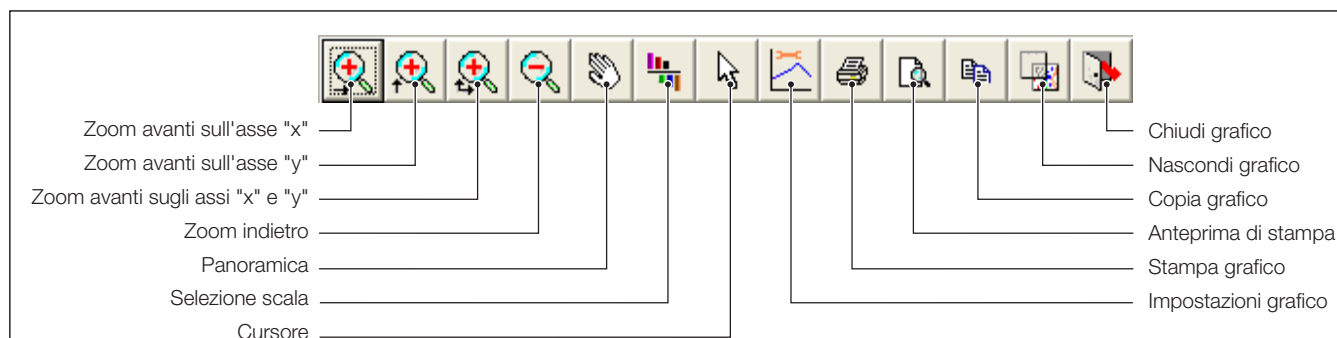 Zoom avanti sull'asse "x"
Zoom avanti sull'asse "y"
Zoom avanti sugli assi "x" e "y"
Zoom indietro
Panoramica
Selezione scala
Cursore
Chiudi grafico
Nascondi grafico
Copia grafico
Anteprima di stampa
Stampa grafico
Impostazioni grafico